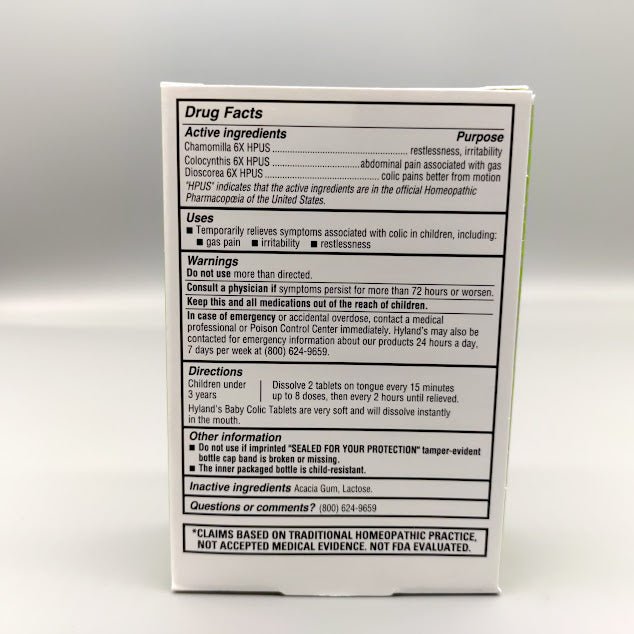 Drug Facts
Active ingredients Purpose
Chamomilla 6X HPUS ................................................ restlessness, irritability
Colocynthis 6X HPUS ..............................abdominal pain associated with gas
Dioscorea 6X HPUS ....................................... colic pains better from motion
"HPUS" indicates that the active ingredients are in the official Homeopathic
Pharmacopœia of the United States.
Uses
■ Temporarily relieves symptoms associated with colic in children, including:
■ gas pain ■ irritability ■ restlessness
Warnings
Do not use more than directed.
Consult a physician if symptoms persist for more than 72 hours or worsen.
Keep this and all medications out of the reach of children.
In case of emergency or accidental overdose, contact a medical
professional or Poison Control Center immediately. Hyland's may also be
contacted for emergency information about our products 24 hours a day,
7 days per week at (800) 624-9659.
Directions
Children under Dissolve 2 tablets on tongue every 15 minutes
3 years up to 8 doses, then every 2 hours until relieved.
Hyland's Baby Colic Tablets are very soft and will dissolve instantly
in the mouth.
Other information
■ Do not use if imprinted "SEALED FOR YOUR PROTECTION" tamper-evident
bottle cap band is broken or missing.
■ The inner packaged bottle is child-resistant.
Inactive ingredients Acacia Gum, Lactose.
Questions or comments? (800) 624-9659
*CLAIMS BASED ON TRADITIONAL HOMEOPATHIC PRACTICE,
NOT ACCEPTED MEDICAL EVIDENCE. NOT FDA EVALUATED.